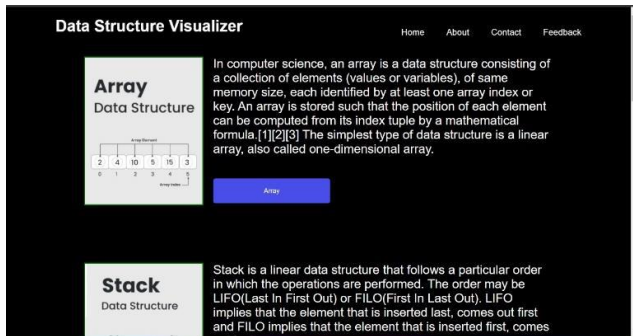 Data Structure Visualizer
Home About Contact Feedback
Array
Data Structure
Array Element
2 4 10 5 15 3
0 1 2 3 4 5
Array Index
In computer science, an array is a data structure consisting of
a collection of elements (values or variables), of same
memory size, each identified by at least one array index or
key. An array is stored such that the position of each element
can be computed from its index tuple by a mathematical
formula.[1][2][3] The simplest type of data structure is a linear
array, also called one-dimensional array.
Array
Stack
Data Structure
Stack is a linear data structure that follows a particular order
in which the operations are performed. The order may be
LIFO(Last In First Out) or FILO(First In Last Out). LIFO
implies that the element that is inserted last, comes out first
and FILO implies that the element that is inserted first, comes